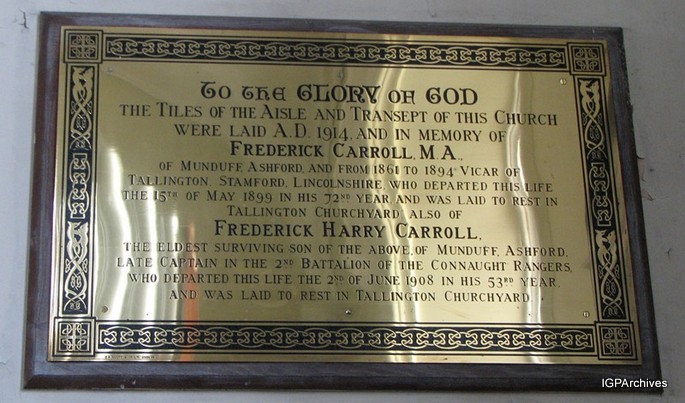 To the GLORY of GOD
THE TILES OF THE AISLE AND TRANSEPT OF THIS CHURCH
WERE LAID A.D. 1914, AND IN MEMORY OF
FREDERICK CARROLL, M.A.,
OF MUNDUFF, ASHFORD, AND FROM 1861 TO 1894 VICAR OF
TALLINGTON, STAMFORD, LINCOLNSHIRE, WHO DEPARTED THIS LIFE
THE 15TH OF MAY 1899 IN HIS 72ND YEAR AND WAS LAID TO REST IN
TALLINGTON CHURCHYARD ALSO OF
FREDERICK HARRY CARROLL,
THE ELDEST SURVIVING SON OF THE ABOVE, OF MUNDUFF, ASHFORD,
LATE CAPTAIN IN THE 2ND BATTALION OF THE CONNAUGHT RANGERS,
WHO DEPARTED THIS LIFE THE 2ND OF JUNE 1908 IN HIS 53RD YEAR,
AND WAS LAID TO REST IN TALLINGTON CHURCHYARD.
IGPArchives